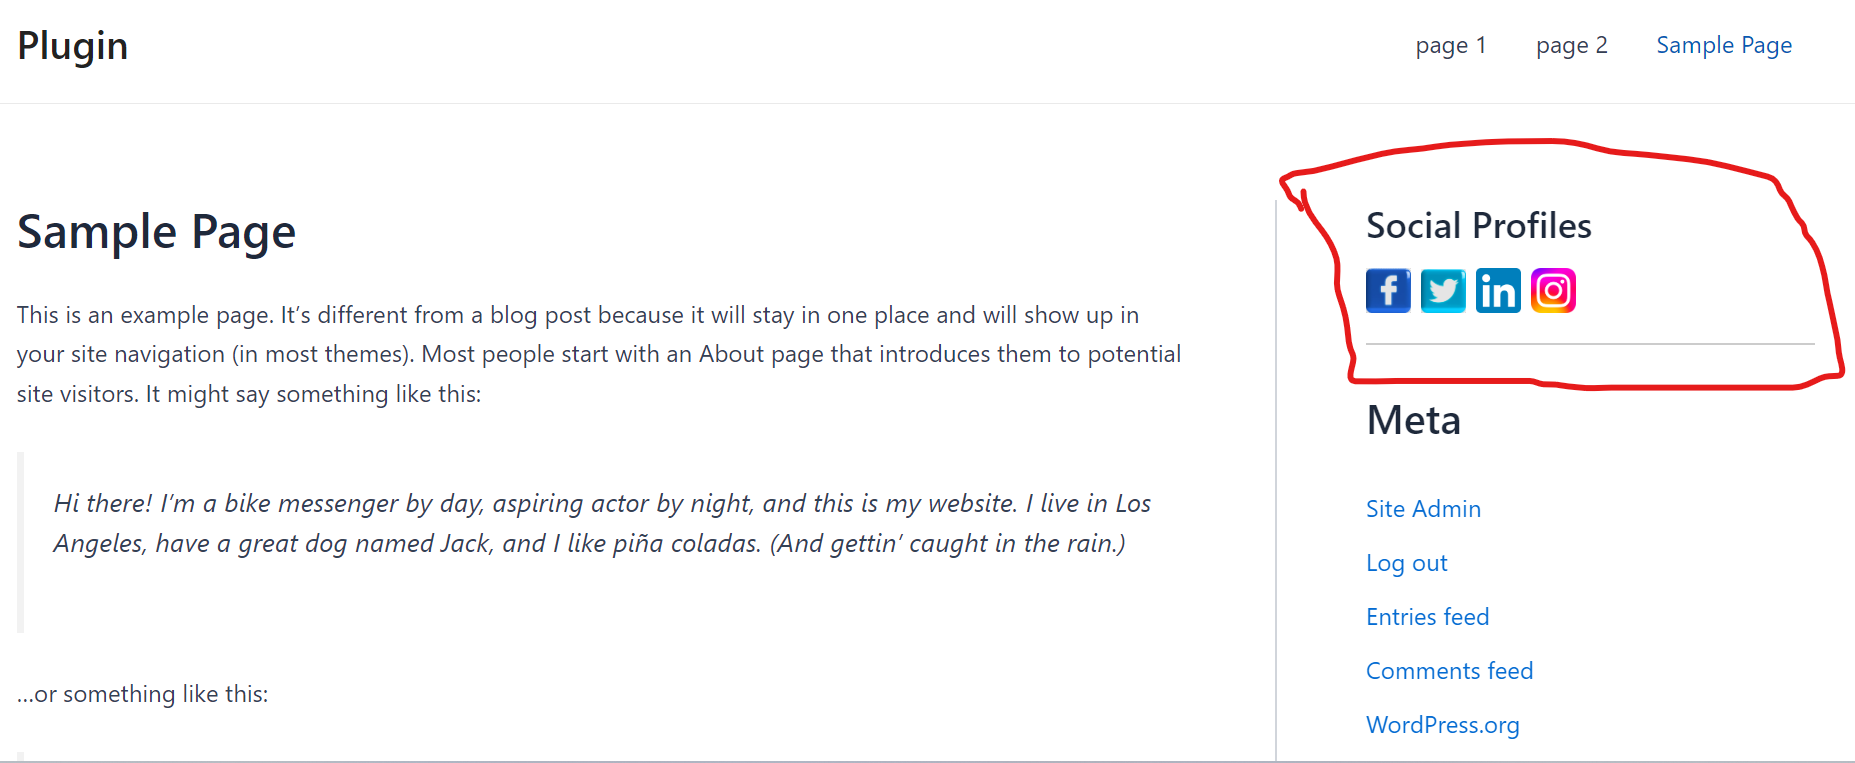 Plugin
page 1 page 2 Sample Page
Sample Page
This is an example page. It’s different from a blog post because it will stay in one place and will show up in
your site navigation (in most themes). Most people start with an About page that introduces them to potential
site visitors. It might say something like this:
Hi there! I’m a bike messenger by day, aspiring actor by night, and this is my website. I live in Los
Angeles, have a great dog named Jack, and I like piña coladas. (And gettin’ caught in the rain.)
…or something like this:
Social Profiles
f
in
Meta
Site Admin
Log out
Entries feed
Comments feed
WordPress.org